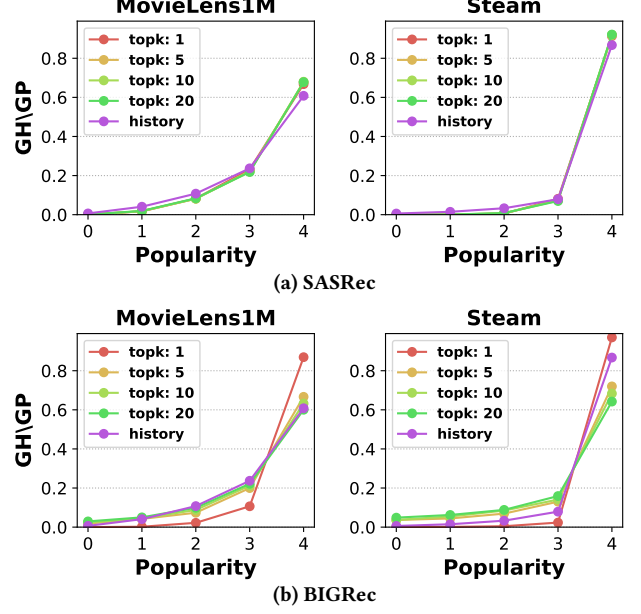 MovieLens1M
Steam
GH\GP
0.8
0.6
0.4
0.2
0.0
topk: 1
topk: 5
topk: 10
topk: 20
history
0 1 2 3 4
Popularity
topk: 1
topk: 5
topk: 10
topk: 20
history
0 1 2 3 4
Popularity
(a) SASRec
MovieLens1M
Steam
GH\GP
0.8
0.6
0.4
0.2
0.0
topk: 1
topk: 5
topk: 10
topk: 20
history
0 1 2 3 4
Popularity
topk: 1
topk: 5
topk: 10
topk: 20
history
0 1 2 3 4
Popularity
(b) BIGRec